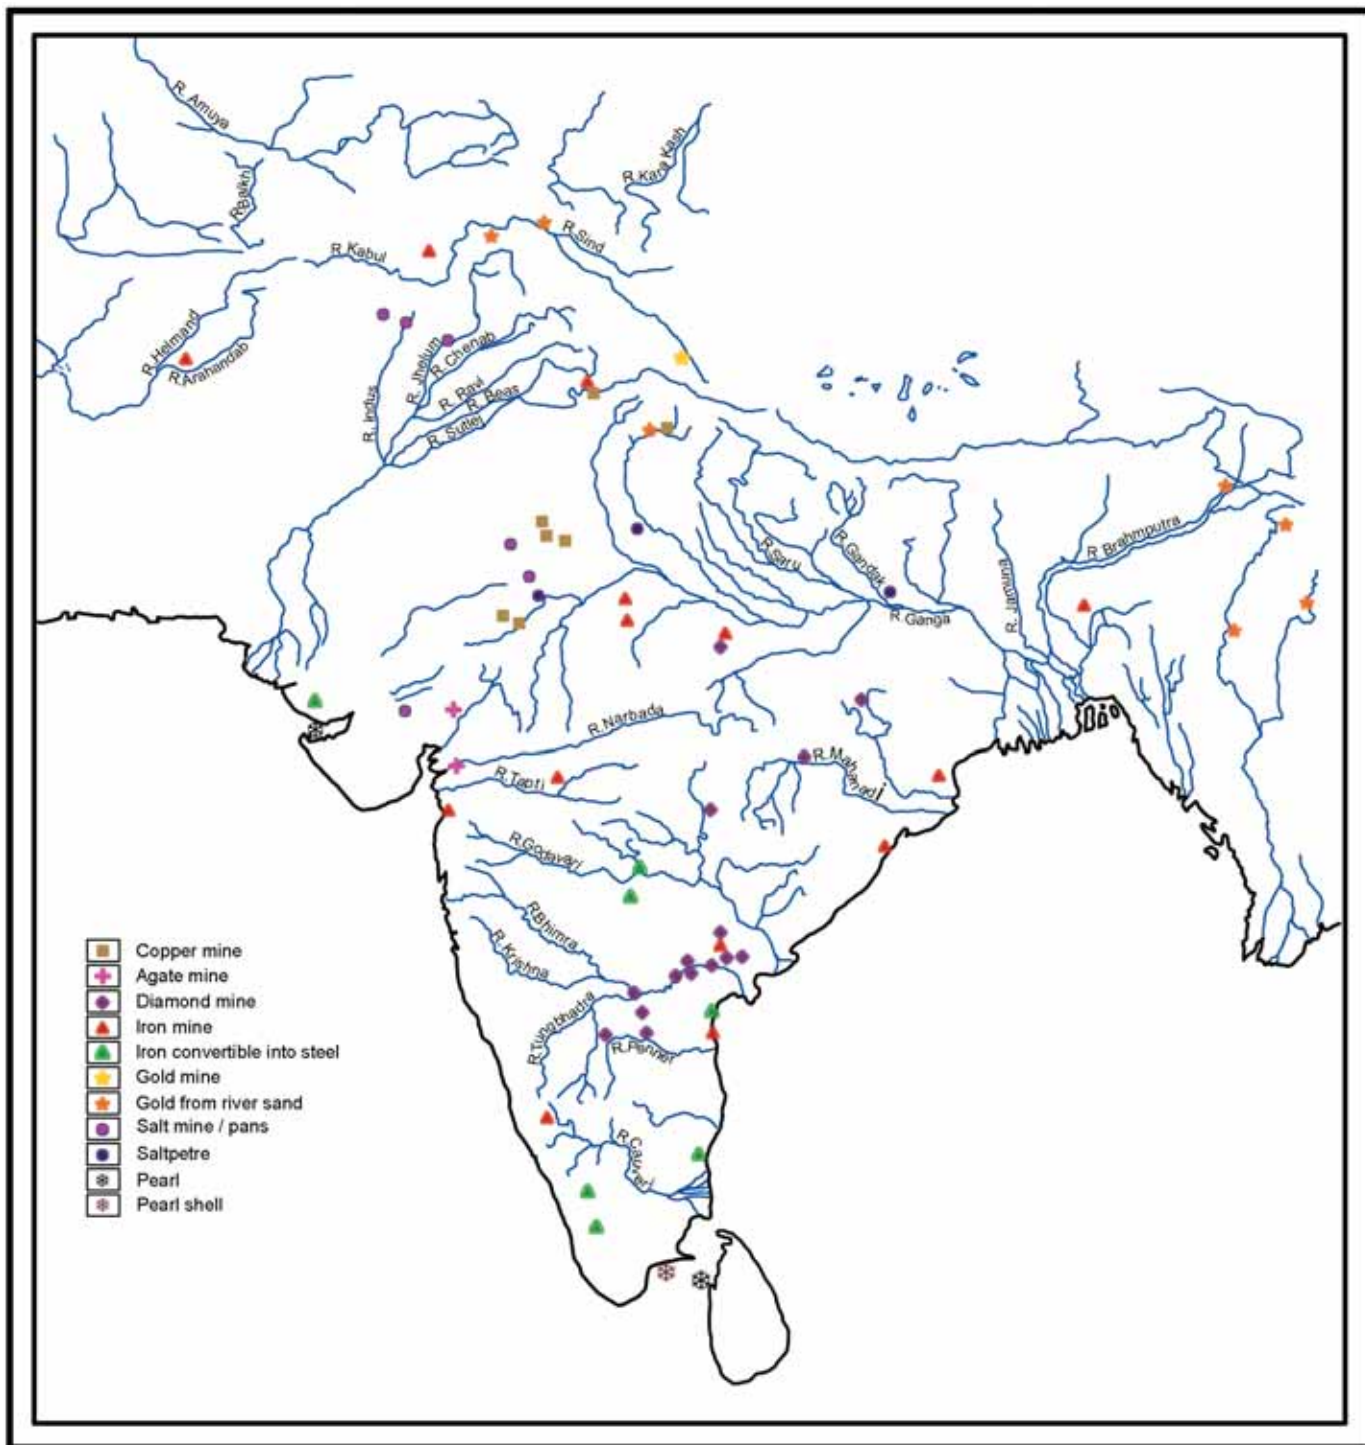 R. Amuya
R.Balkh
R.Kara Kash
R.Sind
R.Kabul
R.Helmand
R.Arahandab
R. Indus
R. Jhelum
R. Chenab
R. Ravi
R. Beas
R. Sutlej
R.Saru
R. Gandak
R. Ganga
R. Jamuna
R Brahmputra
R.Narbada
R.Tapti
R.Mahanadi
R.Godavari
R.Bhimra
R. Krishna
R.Tungbhadra
R.Penner
R.Cauvari
Copper mine
Agate mine
Diamond mine
Iron mine
Iron convertible into steel
Gold mine
Gold from river sand
Salt mine / pans
Saltpetre
Pearl
Pearl shell